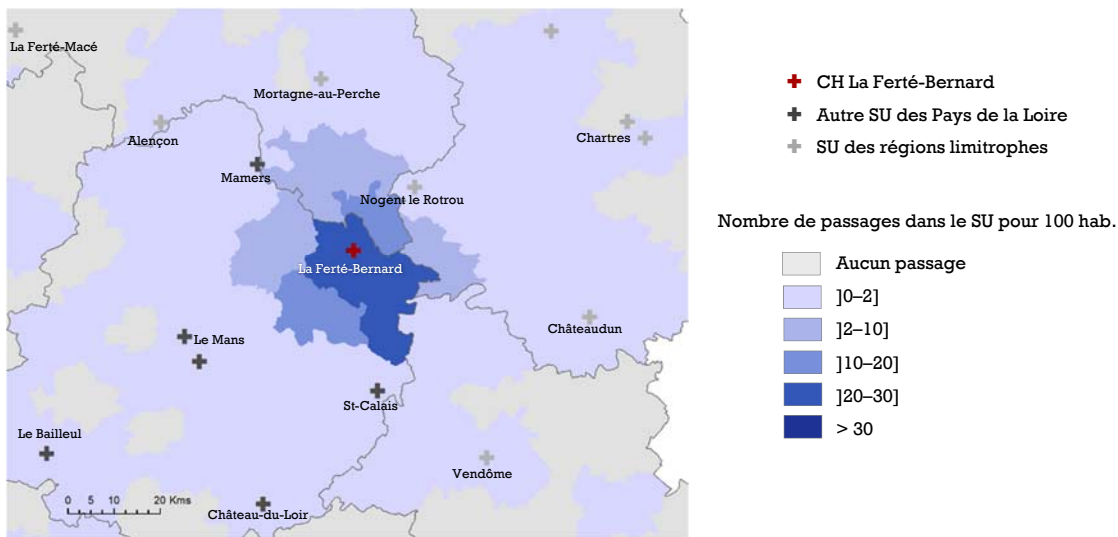 La Ferté-Macé
Mortagne-au-Perche
Alençon
Mamers
Chartres
Nogent le Rotrou
La Ferté-Bernard
Châteaudun
Le Mans
St-Calais
Le Bailleul
Vendôme
Château-du-Loir
0 5 10 20 Kms
CH La Ferté-Bernard
Autre SU des Pays de la Loire
SU des régions limitrophes
Nombre de passages dans le SU pour 100 hab.
Aucun passage
]0–2]
]2–10]
]10–20]
]20–30]
> 30